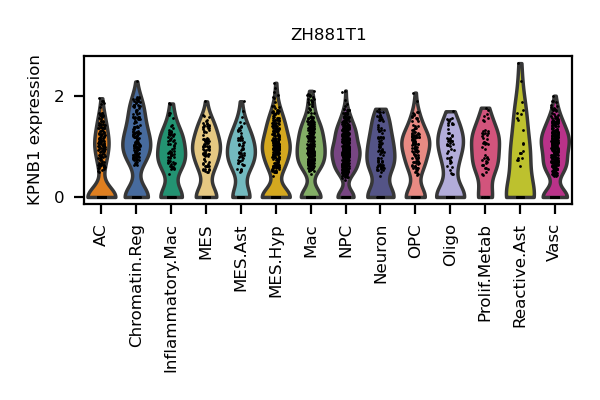 ZH881T1
KPNB1 expression
2
0
AC
Chromatin.Reg
Inflammatory.Mac
MES
MES.Ast
MES.Hyp
Mac
NPC
Neuron
OPC
Oligo
Prolif.Metab
Reactive.Ast
Vasc